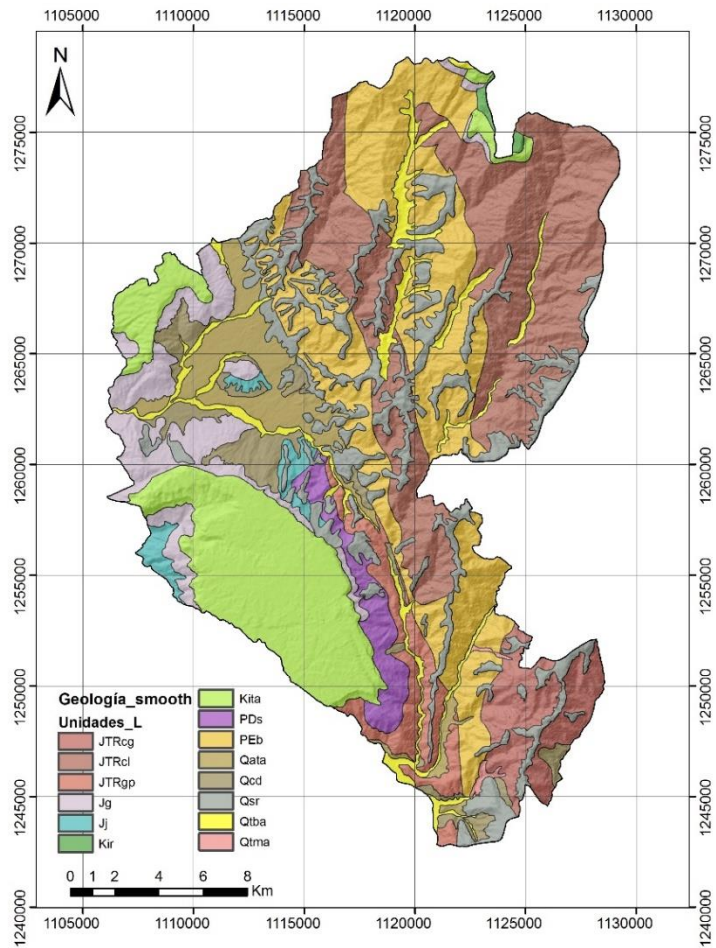 1105000 1110000 1115000 1120000 1125000 1130000
N
1275000 1275000
1270000 1270000
1265000 1265000
1260000 1260000
1255000 1255000
1250000 1250000
1245000 1245000
1240000 1240000
Geología_smooth
Unidades_L
JTRcg
JTRcl
JTRgp
Jg
Jj
Kir
Kita
PDs
PEb
Qata
Qcd
Qsr
Qtba
Qtma
0 1 2 4 6 8
Km
1105000 1110000 1115000 1120000 1125000 1130000